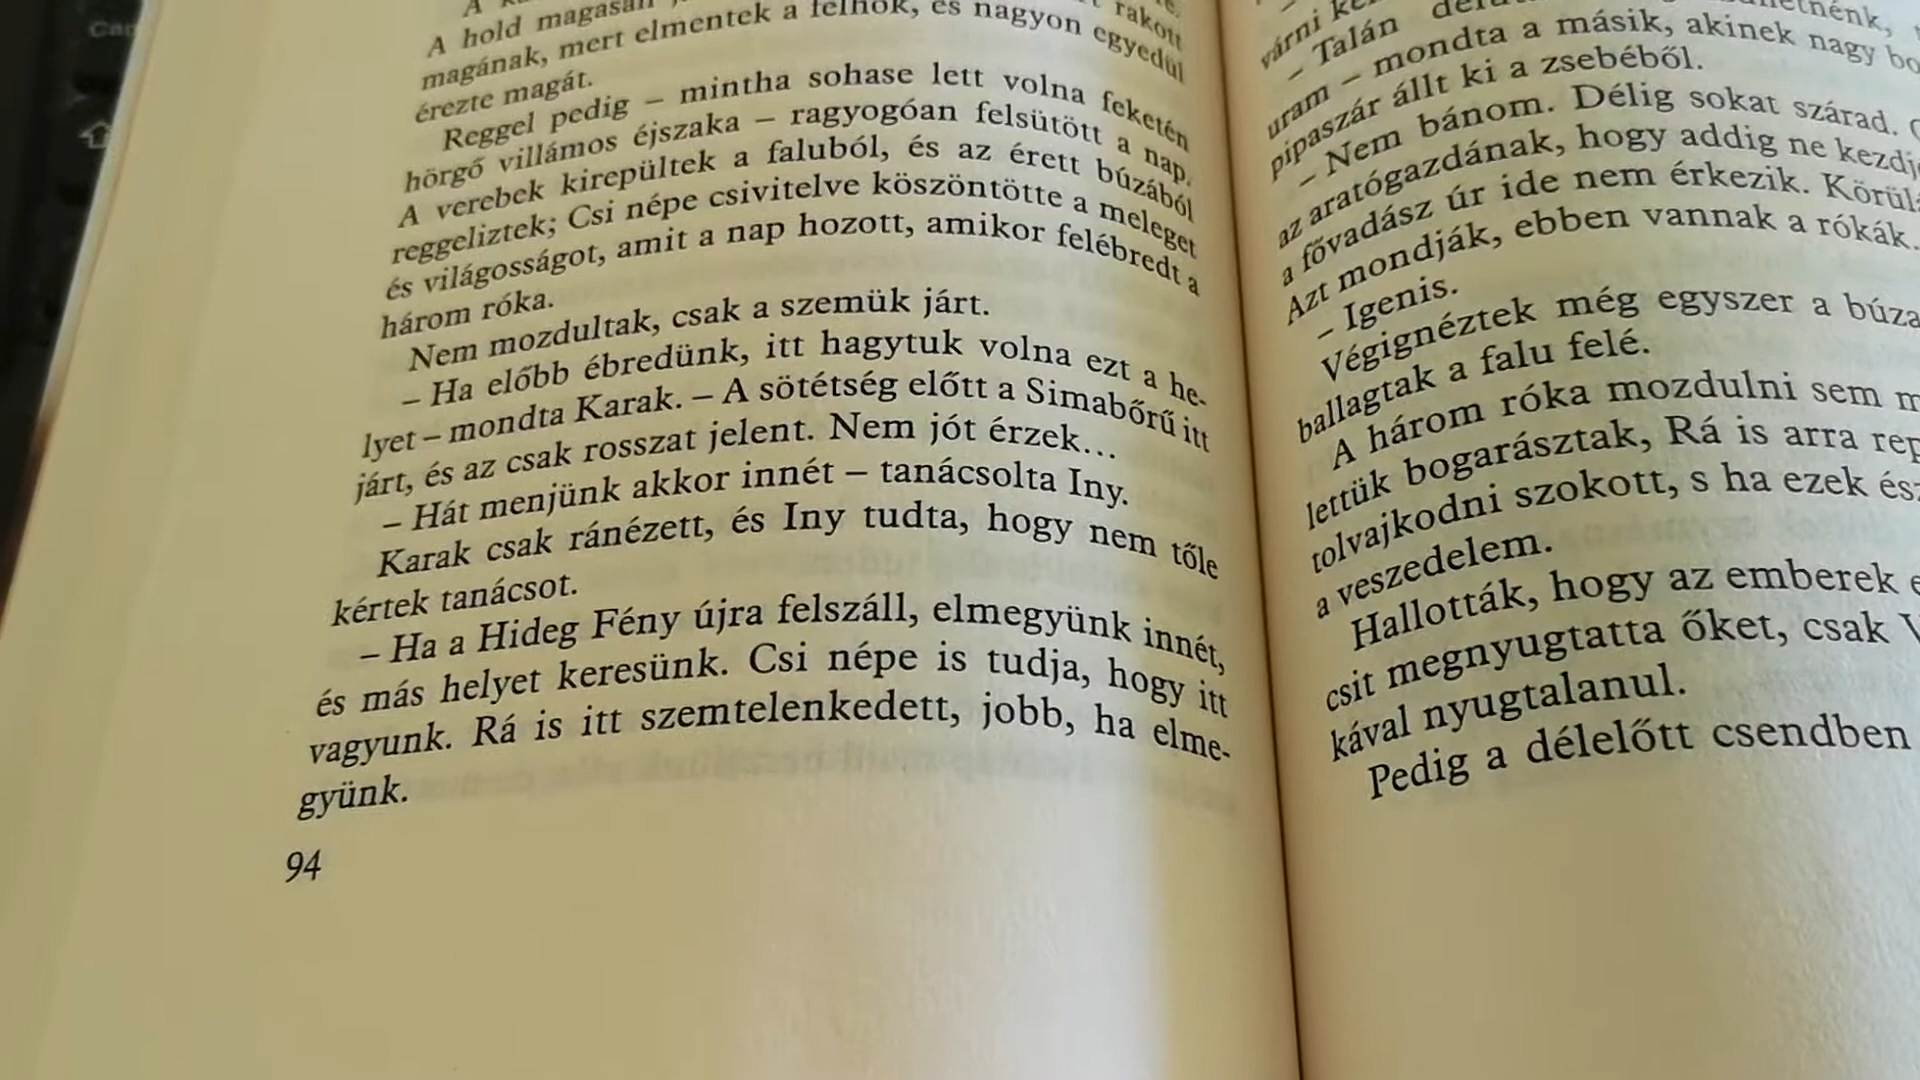 A hold magasan
rakott
magának, mert elmentek a felhők, és nagyon egyedül
érezte magát.
Reggel pedig – mintha sohase lett volna feketén
hörgő villámos éjszaka – ragyogóan felsütött a nap.
A verebek kirepültek a faluból, és az érett búzából
reggeliztek; Csi népe csivitelve köszöntötte a meleget
és világosságot, amit a nap hozott, amikor felébredt a
három róka.
Nem mozdultak, csak a szemük járt.
– Ha előbb ébredünk, itt hagytuk volna ezt a he-
lyet – mondta Karak. – A sötétség előtt a Simabőrű itt
járt, és az csak rosszat jelent. Nem jót érzek...
– Hát menjünk akkor innét – tanácsolta Iny.
Karak csak ránézett, és Iny tudta, hogy nem tőle
kértek tanácsot.
– Ha a Hideg Fény újra felszáll, elmegyünk innét,
és más helyet keresünk. Csi népe is tudja, hogy itt
vagyunk. Rá is itt szemtelenkedett, jobb, ha elme-
gyünk.
94
várni
– Talán
uram – mondta a másik, akinek nagy
pipaszár állt ki a zsebéből.
– Nem bánom. Délig sokat szárad.
az aratógazdának, hogy addig ne
a fővadász úr ide nem érkezik.
Azt mondják, ebben vannak a rókák.
– Igenis.
Végignéztek még egyszer a
ballagtak a falu felé.
A három róka mozdulni sem
lettük bogarásztak, Rá is arra
tolvajkodni szokott, s ha ezek
a veszedelem.
Hallották, hogy az emberek
csit megnyugtatta őket, csak
kával nyugtalanul.
Pedig a délelőtt csendben